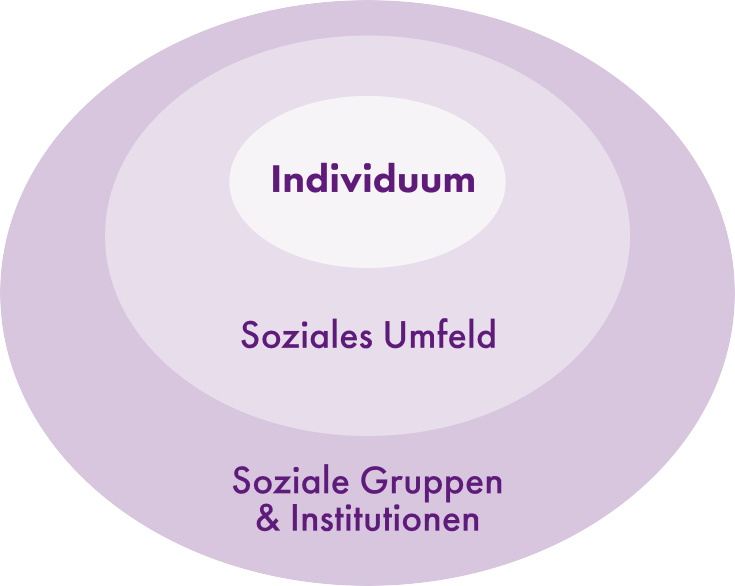 Individuum
Soziales Umfeld
Soziale Gruppen
& Institutionen